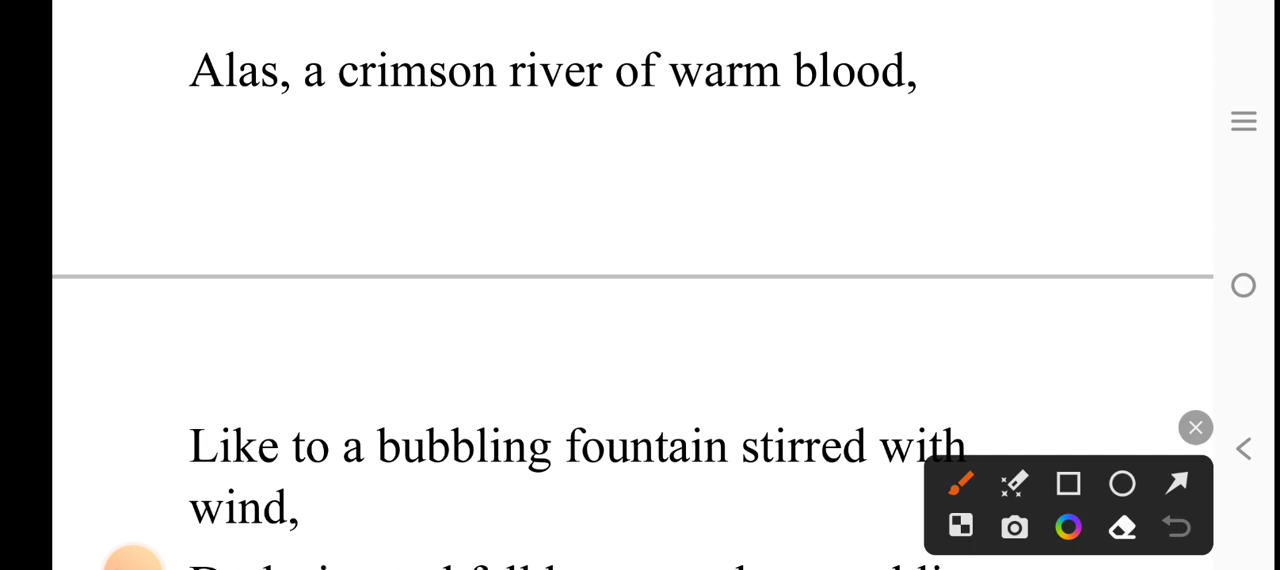 Alas, a crimson river of warm blood,
Like to a bubbling fountain stirred with
wind,